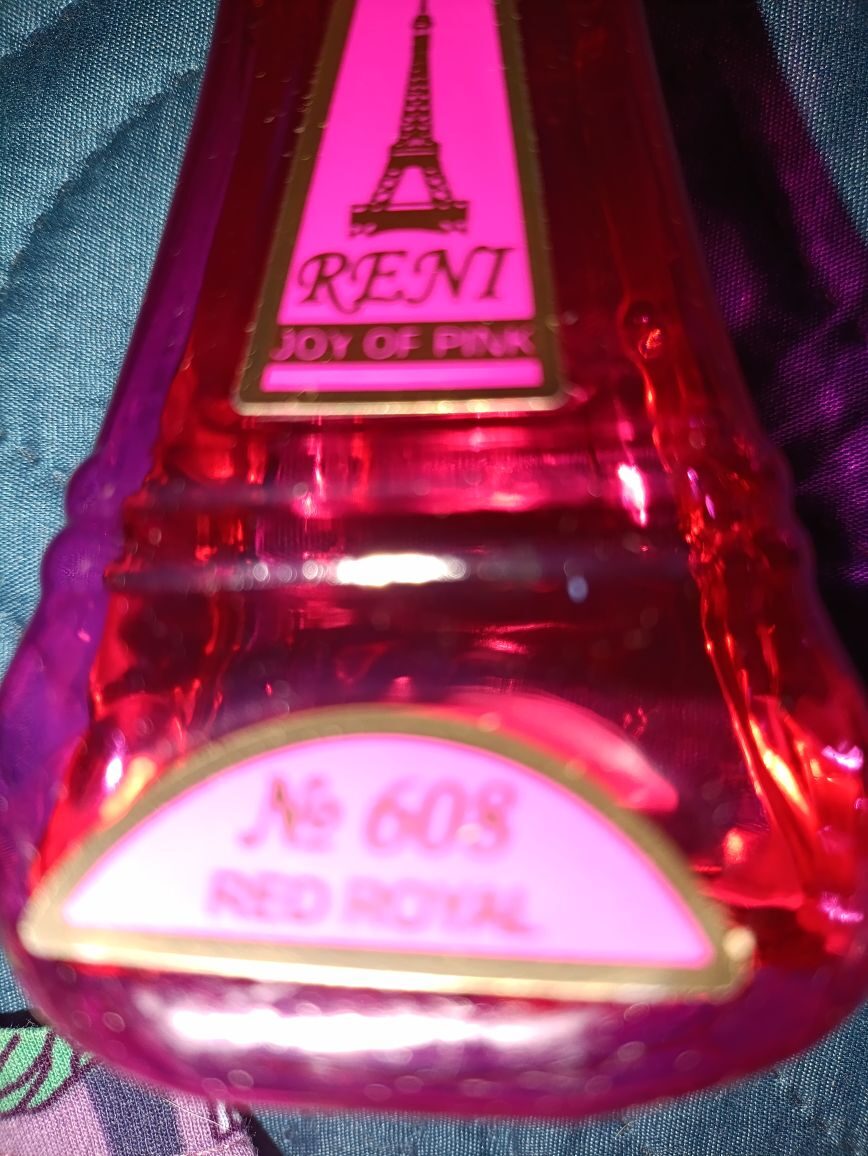 RENI
JOY OF PINK
№ 608
RED ROYAL